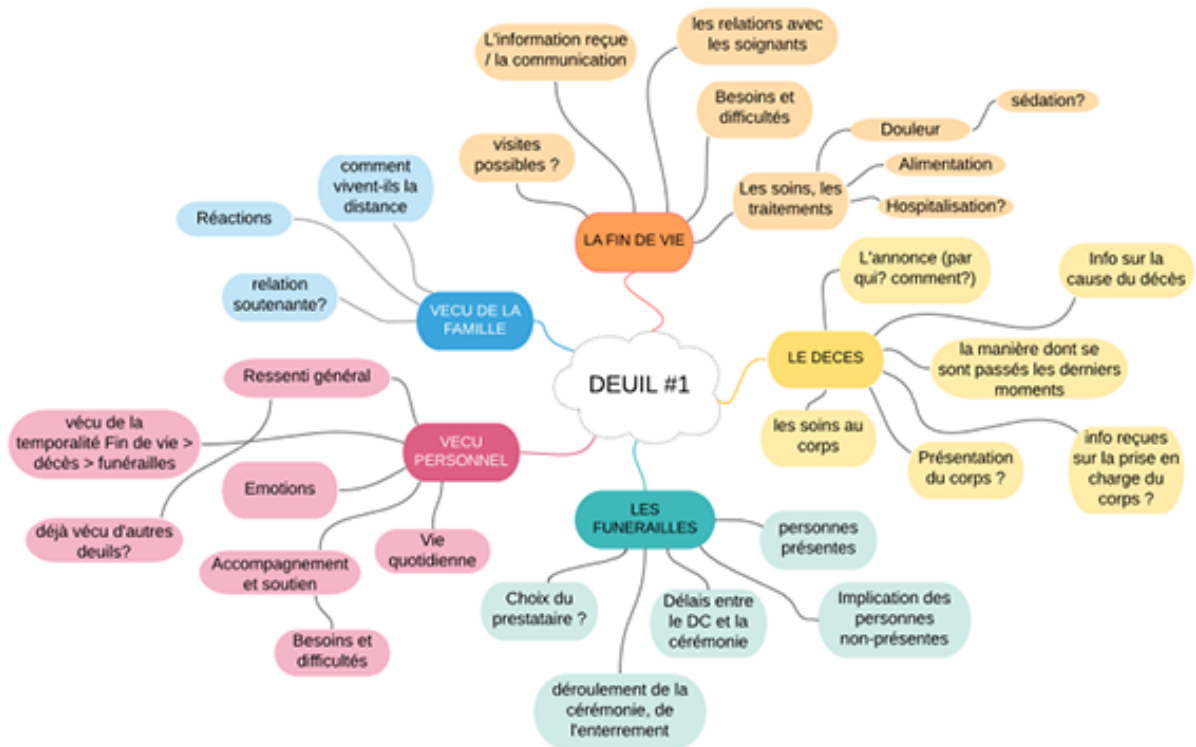 DEUIL #1
LA FIN DE VIE
visites
possibles ?
L'information reçue
/ la communication
les relations avec
les soignants
Besoins et
difficultés
Les soins, les
traitements
Douleur
sédation?
Alimentation
Hospitalisation?
LE DECES
L'annonce (par
qui? comment?)
Info sur la
cause du décès
la manière dont se
sont passés les derniers
moments
info reçues
sur la prise en
charge du
corps ?
Présentation
du corps ?
les soins au
corps
LES
FUNERAILLES
personnes
présentes
Implication des
personnes
non-présentes
Délais entre
le DC et la
cérémonie
déroulement de la
cérémonie, de
l'enterrement
Choix du
prestataire ?
VECU
PERSONNEL
Ressenti général
déjà vécu d'autres
deuils?
vécu de la
temporalité Fin de vie >
décès > funérailles
Emotions
Accompagnement
et soutien
Besoins et
difficultés
Vie
quotidienne
VECU DE LA
FAMILLE
comment
vivent-ils la
distance
Réactions
relation
soutenante?